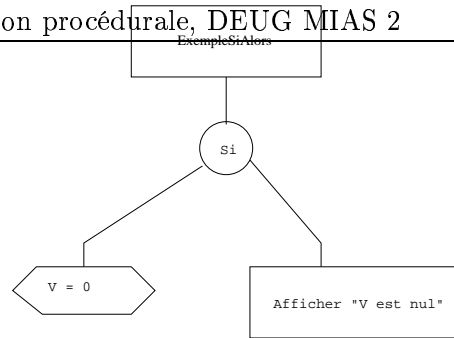 on procédurale, DEUG MIAS 2
ExempleSiAlors
Si
V = 0
Afficher "V est nul"